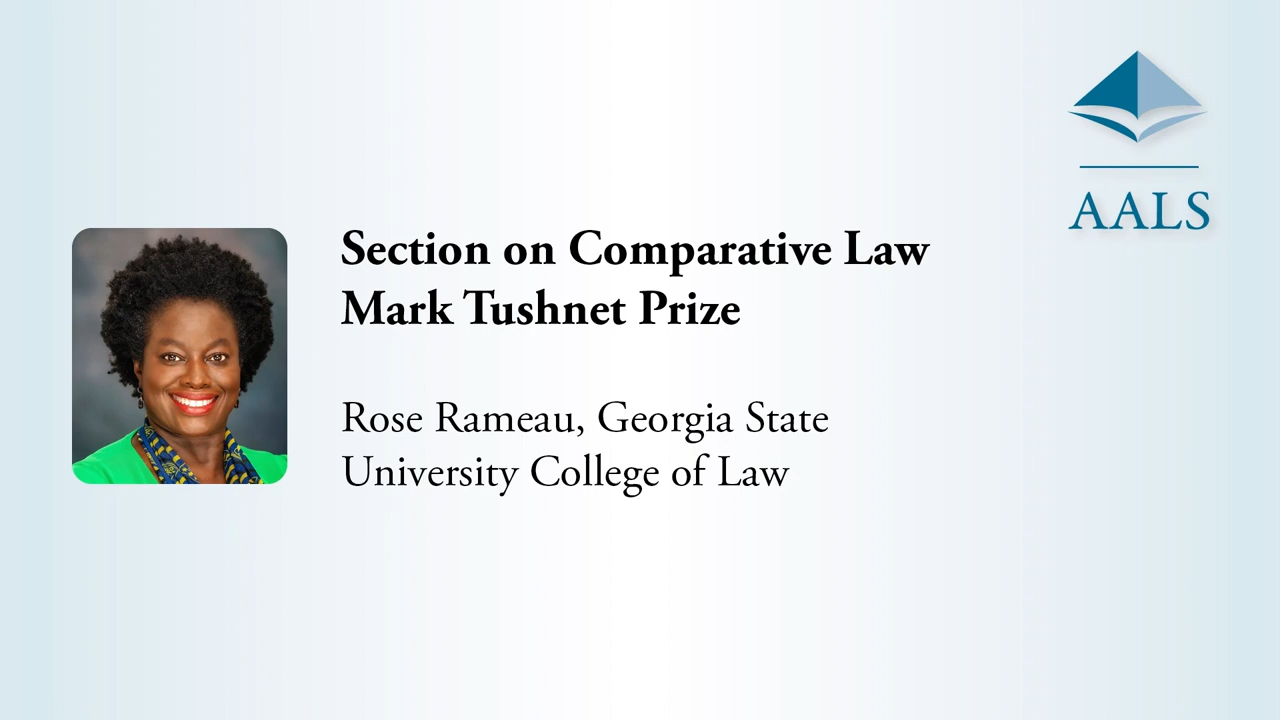 AALS
Section on Comparative Law
Mark Tushnet Prize
Rose Rameau, Georgia State
University College of Law